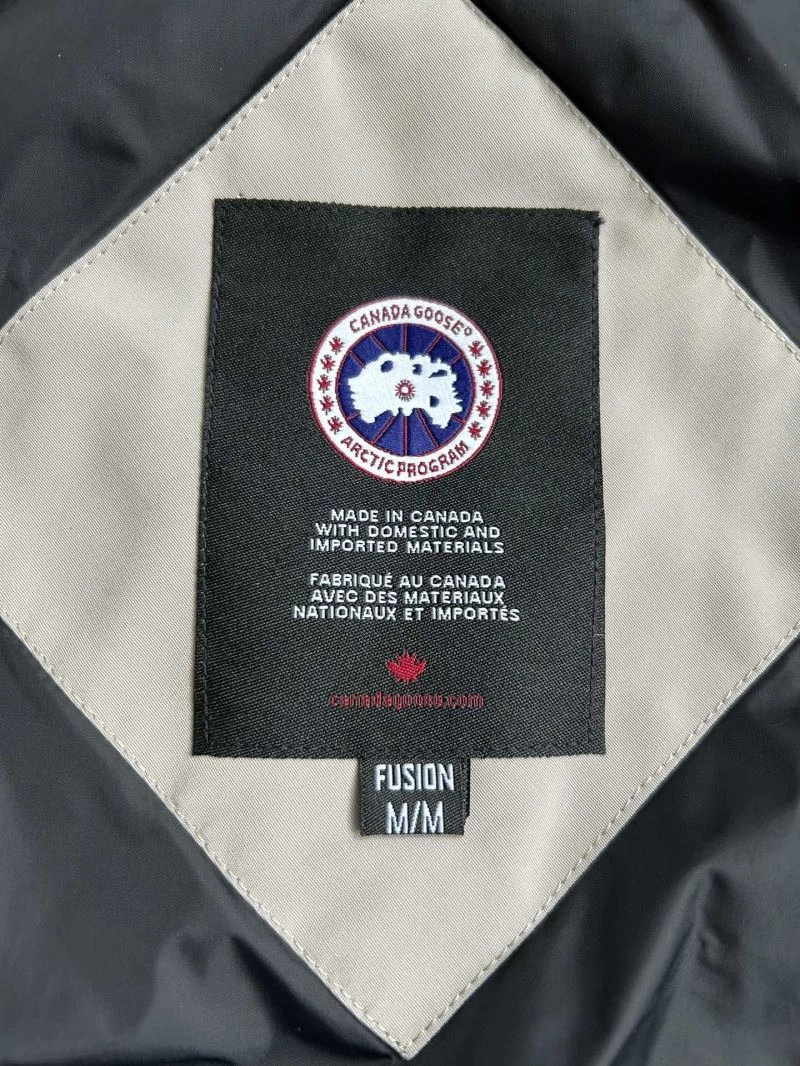 CANADA GOOSE
ARCTIC PROGRAM
MADE IN CANADA
WITH DOMESTIC AND
IMPORTED MATERIALS
FABRIQUÉ AU CANADA
AVEC DES MATERIAUX
NATIONAUX ET IMPORTÉS
canadagoose.com
FUSION
M/M